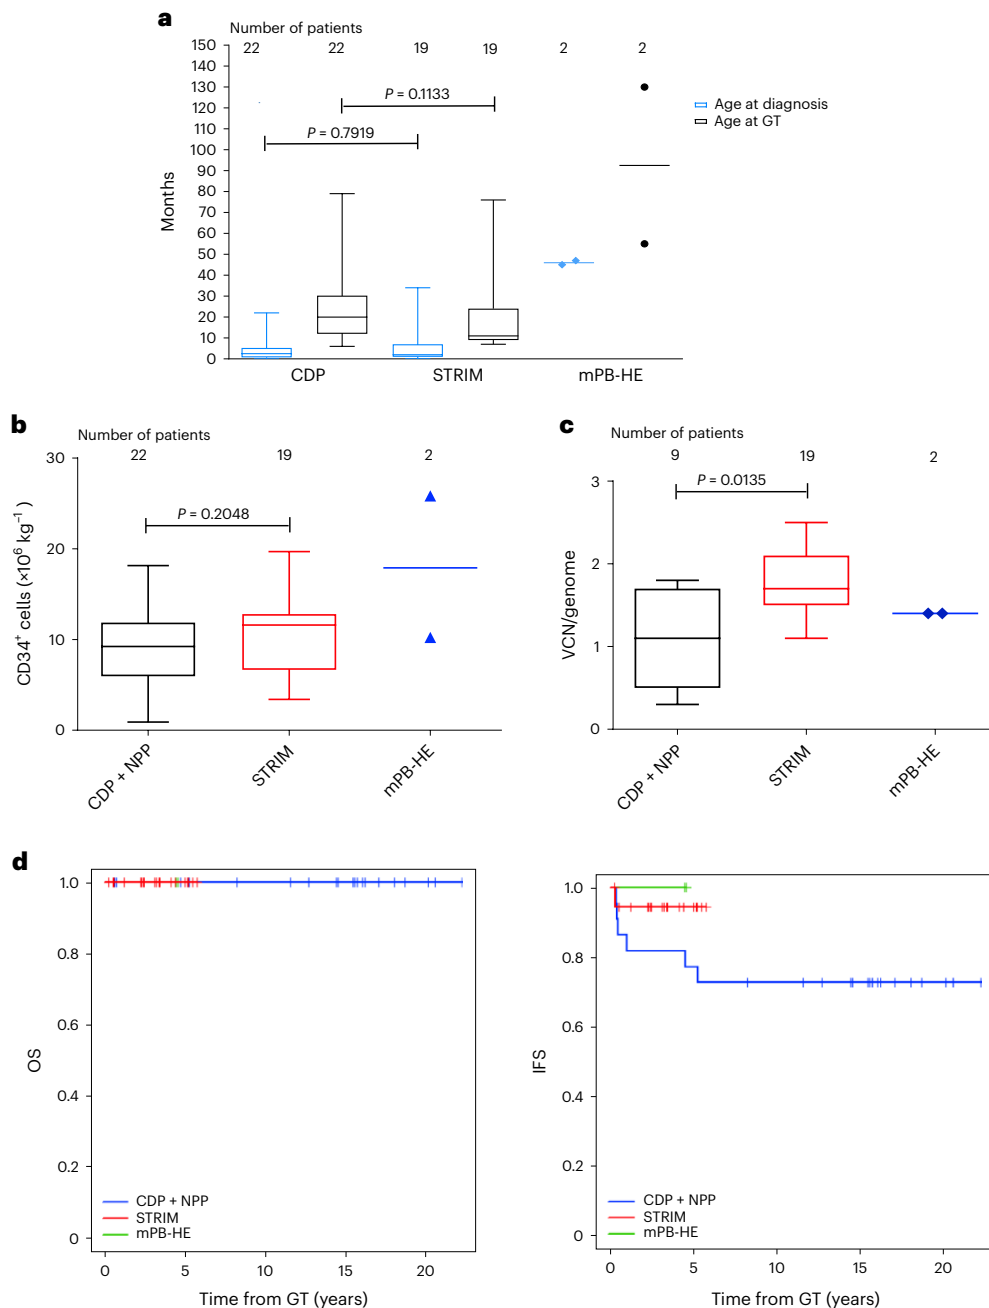 a
Number of patients
22 22 19 19 2 2
150
140
130
120
110
100
90
80
70
60
50
40
30
20
10
0
Months
P = 0.1133
P = 0.7919
Age at diagnosis
Age at GT
CDP STRIM mPB-HE
b
Number of patients
22 19 2
30
20
10
0
CD34⁺ cells (×10⁶ kg⁻¹)
P = 0.2048
CDP + NPP
STRIM
mPB-HE
c
Number of patients
9 19 2
3
2
1
0
VCN/genome
P = 0.0135
CDP + NPP
STRIM
mPB-HE
d
1.0
0.8
0.6
0.4
0.2
0
OS
CDP + NPP
STRIM
mPB-HE
0 5 10 15 20
Time from GT (years)
1.0
0.8
0.6
0.4
0.2
0
IFS
CDP + NPP
STRIM
mPB-HE
0 5 10 15 20
Time from GT (years)